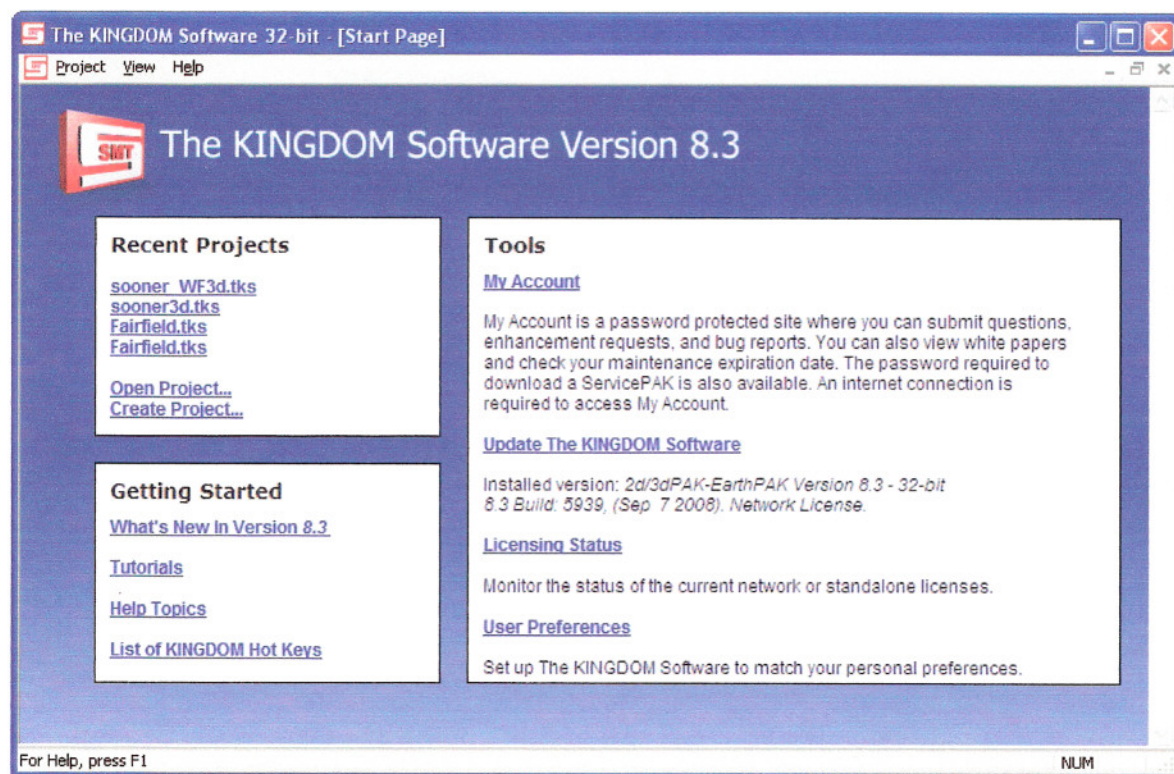 The KINGDOM Software 32-bit - [Start Page]
Project View Help
SMT
The KINGDOM Software Version 8.3
Recent Projects
sooner_WF3d.tks
sooner3d.tks
Fairfield.tks
Fairfield.tks
Open Project...
Create Project...
Getting Started
What's New In Version 8.3
Tutorials
Help Topics
List of KINGDOM Hot Keys
Tools
My Account
My Account is a password protected site where you can submit questions,
enhancement requests, and bug reports. You can also view white papers
and check your maintenance expiration date. The password required to
download a ServicePAK is also available. An internet connection is
required to access My Account.
Update The KINGDOM Software
Installed version: 2d/3dPAK-EarthPAK Version 8.3 - 32-bit
8.3 Build: 5939, (Sep 7 2008). Network License.
Licensing Status
Monitor the status of the current network or standalone licenses.
User Preferences
Set up The KINGDOM Software to match your personal preferences.
For Help, press F1
NUM